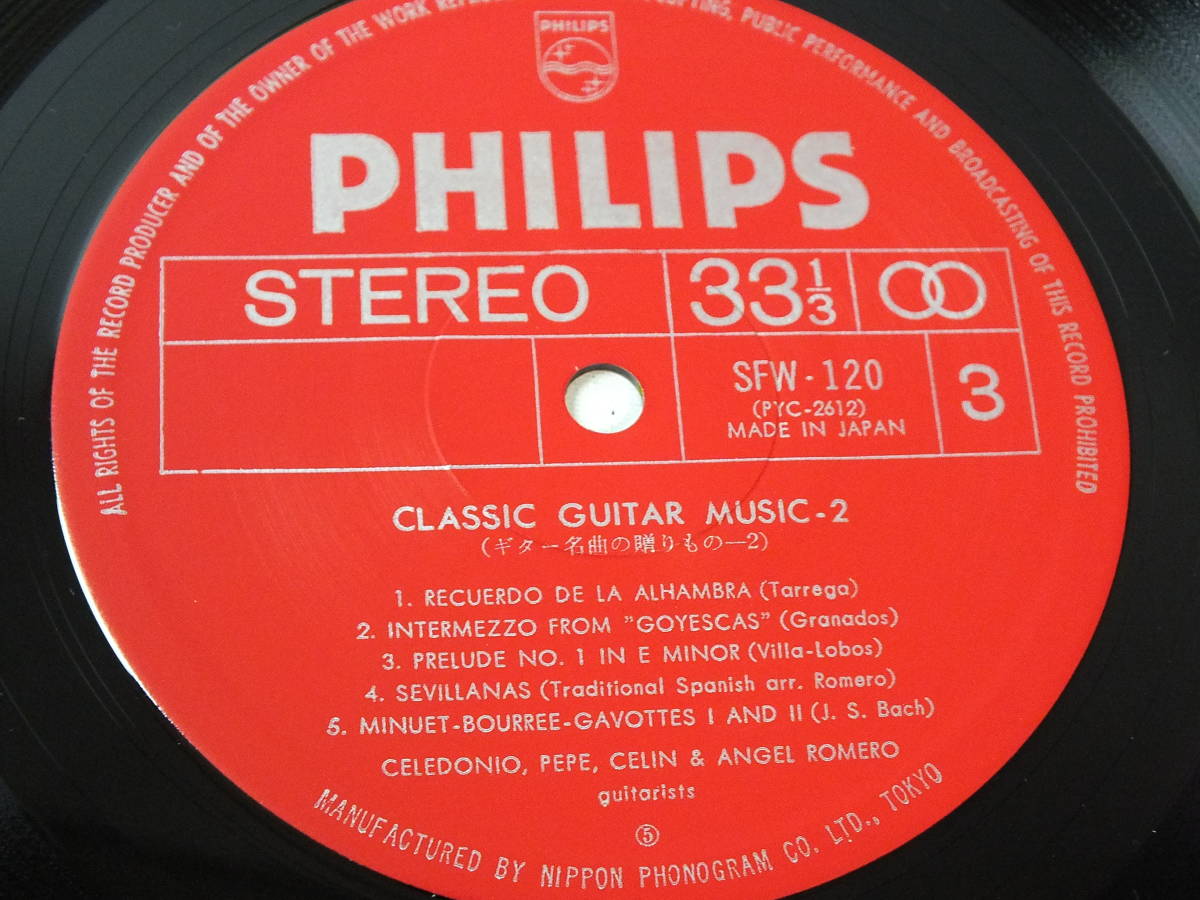 PHILIPS
PHILIPS
STEREO
33 1/3
SFW-120
(PYC-2612)
MADE IN JAPAN
3
CLASSIC GUITAR MUSIC-2
(ギター名曲の贈りもの—2)
1. RECUERDO DE LA ALHAMBRA (Tarrega)
2. INTERMEZZO FROM "GOYESCAS" (Granados)
3. PRELUDE NO. 1 IN E MINOR (Villa-Lobos)
4. SEVILLANAS (Traditional Spanish arr. Romero)
5. MINUET-BOURREE-GAVOTTES I AND II (J. S. Bach)
CELEDONIO, PEPE, CELIN & ANGEL ROMERO
guitarists
⑤
ALL RIGHTS OF THE RECORD PRODUCER AND OF THE OWNER OF THE WORK PUBLIC PERFORMANCE AND BROADCASTING OF THIS RECORD PROHIBITED
MANUFACTURED BY NIPPON PHONOGRAM CO. LTD., TOKYO